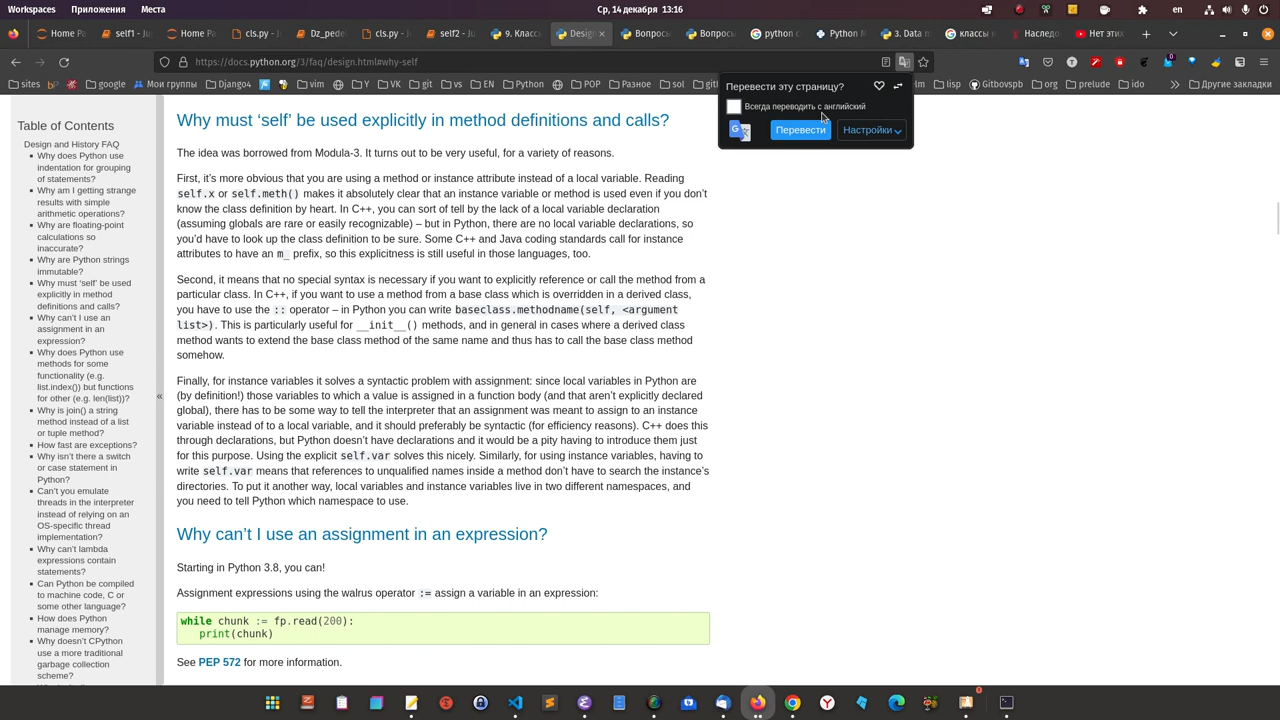 Workspaces Приложения Места Ср, 14 декабря 13:16 en
Home Pa self1 - Ju Home Pa cls.py - J Dz_pede cls.py - J self2 - Ju 9. Класс Design Вопрос Вопрос python c Python М 3. Data m классы Наслед Нет этих
https://docs.python.org/3/faq/design.html#why-self
sites vim google Мои группы Django4 VK git vs EN Python POP Разное sol elm lisp Gitbovspb org prelude Другие закладки
Перевести эту страницу?
Всегда переводить с английский
Перевести Настройки
Table of Contents
Design and History FAQ
Why does Python use
indentation for grouping
of statements?
Why am I getting strange
results with simple
arithmetic operations?
Why are floating-point
calculations so
inaccurate?
Why are Python strings
immutable?
Why must ‘self’ be used
explicitly in method
definitions and calls?
Why can’t I use an
assignment in an
expression?
Why does Python use
methods for some
functionality (e.g.
list.index()) but functions
for other (e.g. len(list))?
Why is join() a string
method instead of a list
or tuple method?
How fast are exceptions?
Why isn’t there a switch
or case statement in
Python?
Can’t you emulate
threads in the interpreter
instead of relying on an
OS-specific thread
implementation?
Why can’t lambda
expressions contain
statements?
Can Python be compiled
to machine code, C or
some other language?
How does Python
manage memory?
Why doesn’t CPython
use a more traditional
garbage collection
scheme?
«
Why must ‘self’ be used explicitly in method definitions and calls?
The idea was borrowed from Modula-3. It turns out to be very useful, for a variety of reasons.
First, it’s more obvious that you are using a method or instance attribute instead of a local variable. Reading
self.x or self.meth() makes it absolutely clear that an instance variable or method is used even if you don’t
know the class definition by heart. In C++, you can sort of tell by the lack of a local variable declaration
(assuming globals are rare or easily recognizable) – but in Python, there are no local variable declarations, so
you’d have to look up the class definition to be sure. Some C++ and Java coding standards call for instance
attributes to have an m_ prefix, so this explicitness is still useful in those languages, too.
Second, it means that no special syntax is necessary if you want to explicitly reference or call the method from a
particular class. In C++, if you want to use a method from a base class which is overridden in a derived class,
you have to use the :: operator – in Python you can write baseclass.methodname(self, <argument
list>). This is particularly useful for __init__() methods, and in general in cases where a derived class
method wants to extend the base class method of the same name and thus has to call the base class method
somehow.
Finally, for instance variables it solves a syntactic problem with assignment: since local variables in Python are
(by definition!) those variables to which a value is assigned in a function body (and that aren’t explicitly declared
global), there has to be some way to tell the interpreter that an assignment was meant to assign to an instance
variable instead of to a local variable, and it should preferably be syntactic (for efficiency reasons). C++ does this
through declarations, but Python doesn’t have declarations and it would be a pity having to introduce them just
for this purpose. Using the explicit self.var solves this nicely. Similarly, for using instance variables, having to
write self.var means that references to unqualified names inside a method don’t have to search the instance’s
directories. To put it another way, local variables and instance variables live in two different namespaces, and
you need to tell Python which namespace to use.
Why can’t I use an assignment in an expression?
Starting in Python 3.8, you can!
Assignment expressions using the walrus operator := assign a variable in an expression:
while chunk := fp.read(200):
print(chunk)
See PEP 572 for more information.